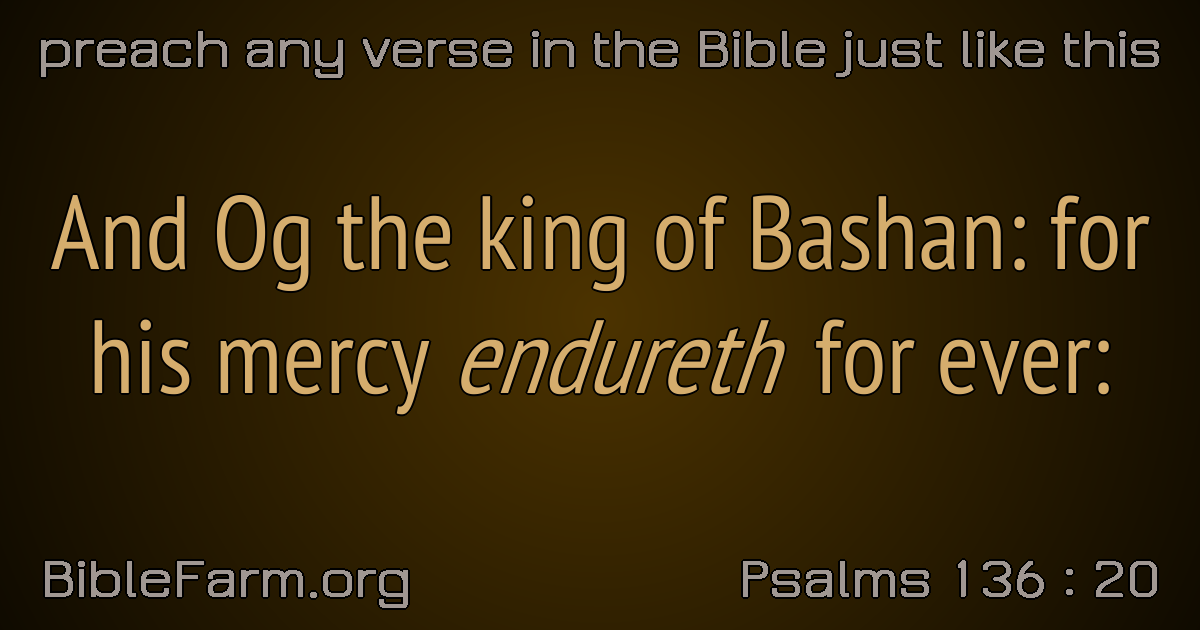 preach any verse in the Bible just like this
And Og the king of Bashan: for
his mercy endureth for ever:
BibleFarm.org
Psalms 136 : 20